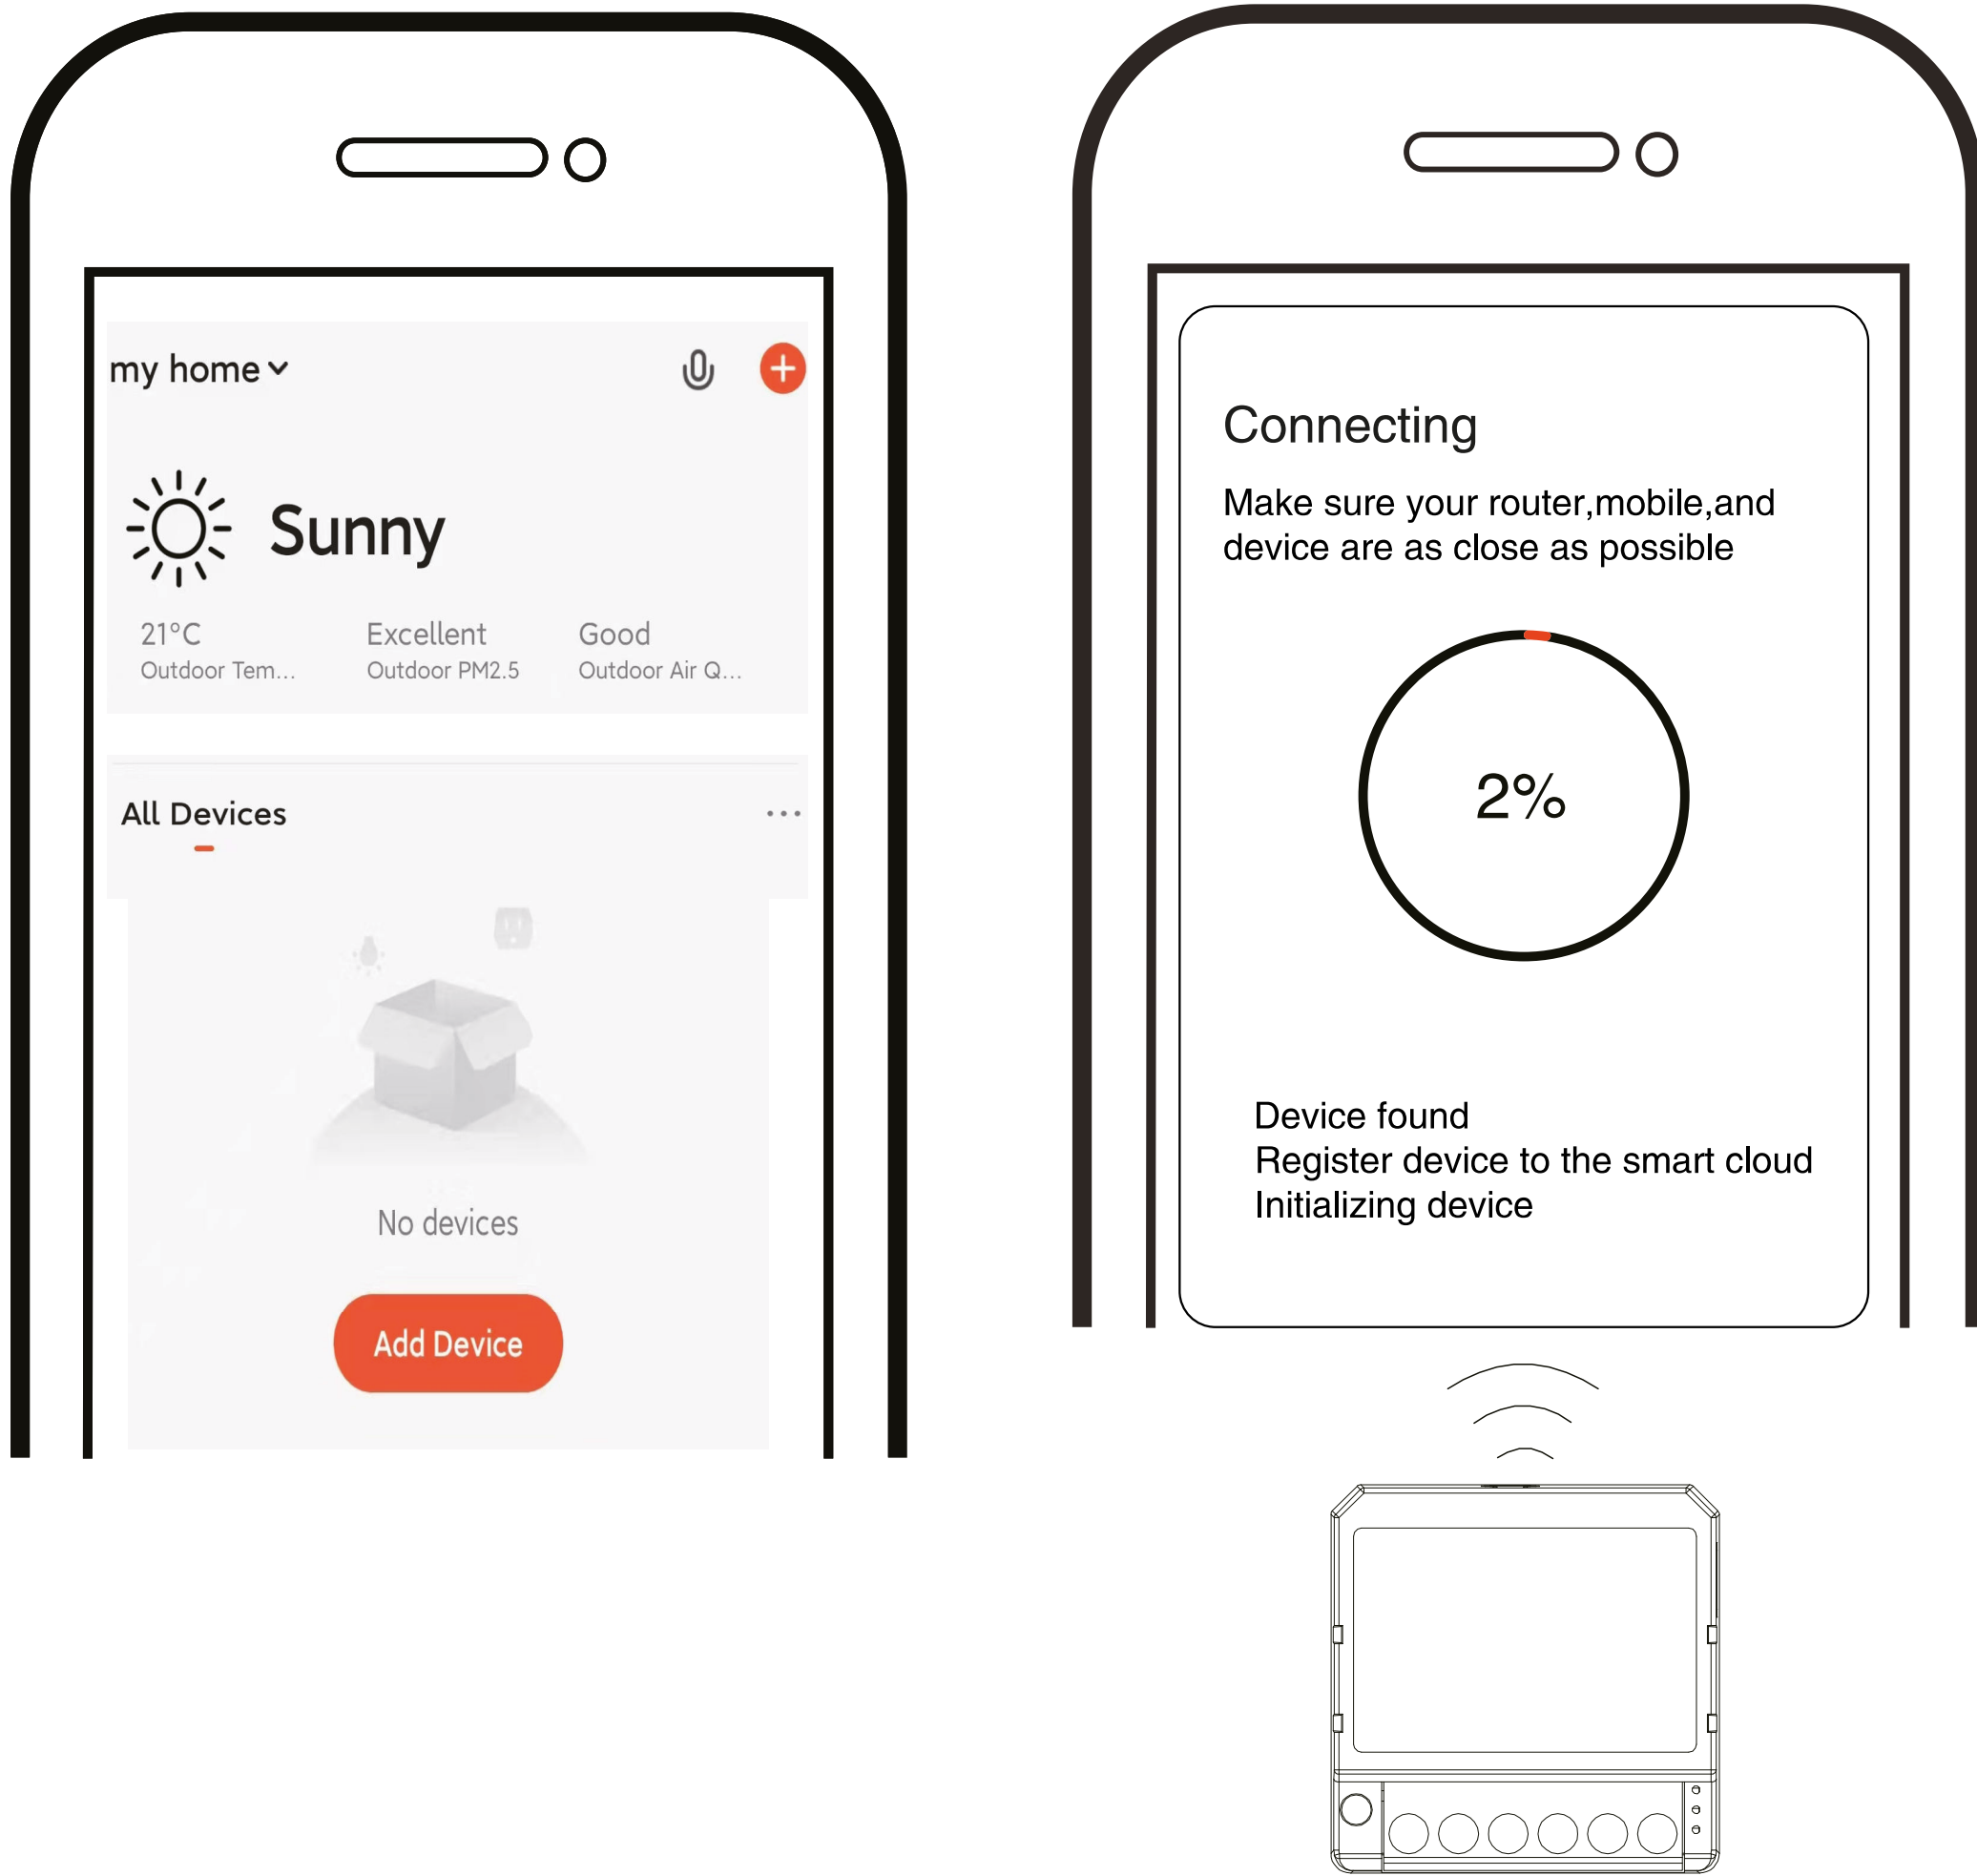 my home
Sunny
21°C Excellent Good
Outdoor Tem... Outdoor PM2.5 Outdoor Air Q...
All Devices
No devices
Add Device
Connecting
Make sure your router,mobile,and
device are as close as possible
2%
Device found
Register device to the smart cloud
Initializing device